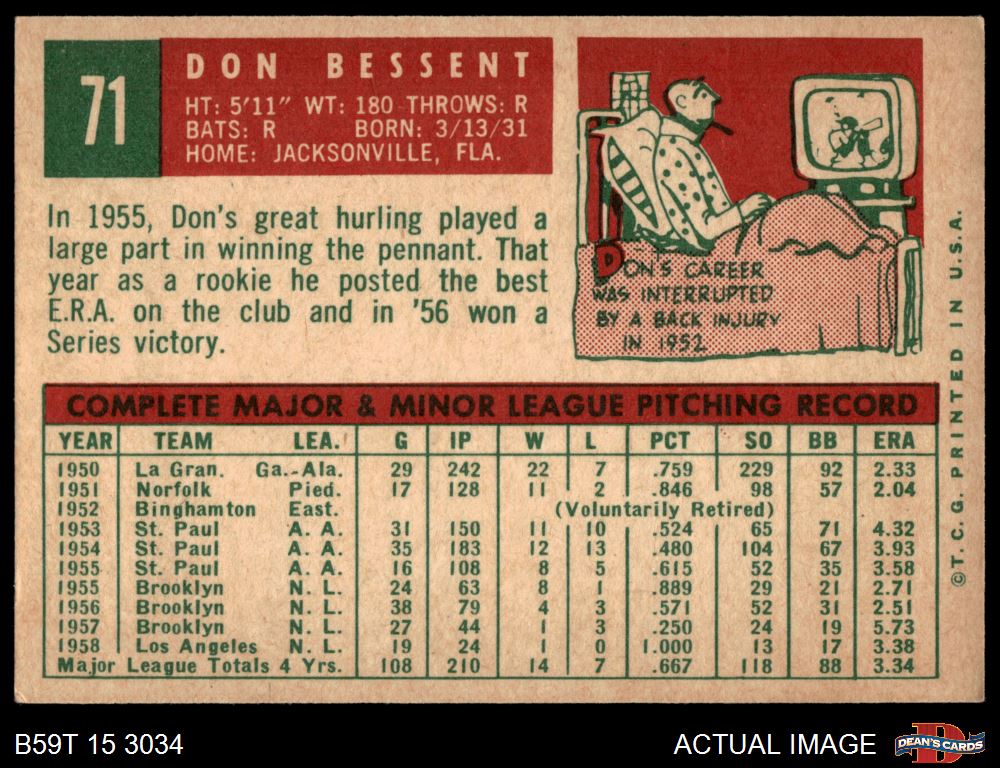 71
DON BESSENT
HT: 5'11" WT: 180 THROWS: R
BATS: R BORN: 3/13/31
HOME: JACKSONVILLE, FLA.
In 1955, Don's great hurling played a
large part in winning the pennant. That
year as a rookie he posted the best
E.R.A. on the club and in '56 won a
Series victory.
DON'S CAREER
WAS INTERRUPTED
BY A BACK INJURY
IN 1952
COMPLETE MAJOR & MINOR LEAGUE PITCHING RECORD
YEAR TEAM LEA. G IP W L PCT SO BB ERA
1950 La Gran. Ga.-Ala. 29 242 22 7 .759 229 92 2.33
1951 Norfolk Pied. 17 128 11 2 .846 98 57 2.04
1952 Binghamton East. (Voluntarily Retired)
1953 St. Paul A. A. 31 150 11 10 .524 65 71 4.32
1954 St. Paul A. A. 35 183 12 13 .480 104 67 3.93
1955 St. Paul A. A. 16 108 8 5 .615 52 35 3.58
1955 Brooklyn N. L. 24 63 8 1 .889 29 21 2.71
1956 Brooklyn N. L. 38 79 4 3 .571 52 31 2.51
1957 Brooklyn N. L. 27 44 1 3 .250 24 19 5.73
1958 Los Angeles N. L. 19 24 1 0 1.000 13 17 3.38
Major League Totals 4 Yrs. 108 210 14 7 .667 118 88 3.34
©T. C. G. PRINTED IN U.S.A.
B59T 15 3034
ACTUAL IMAGE
D
DEAN'S CARDS